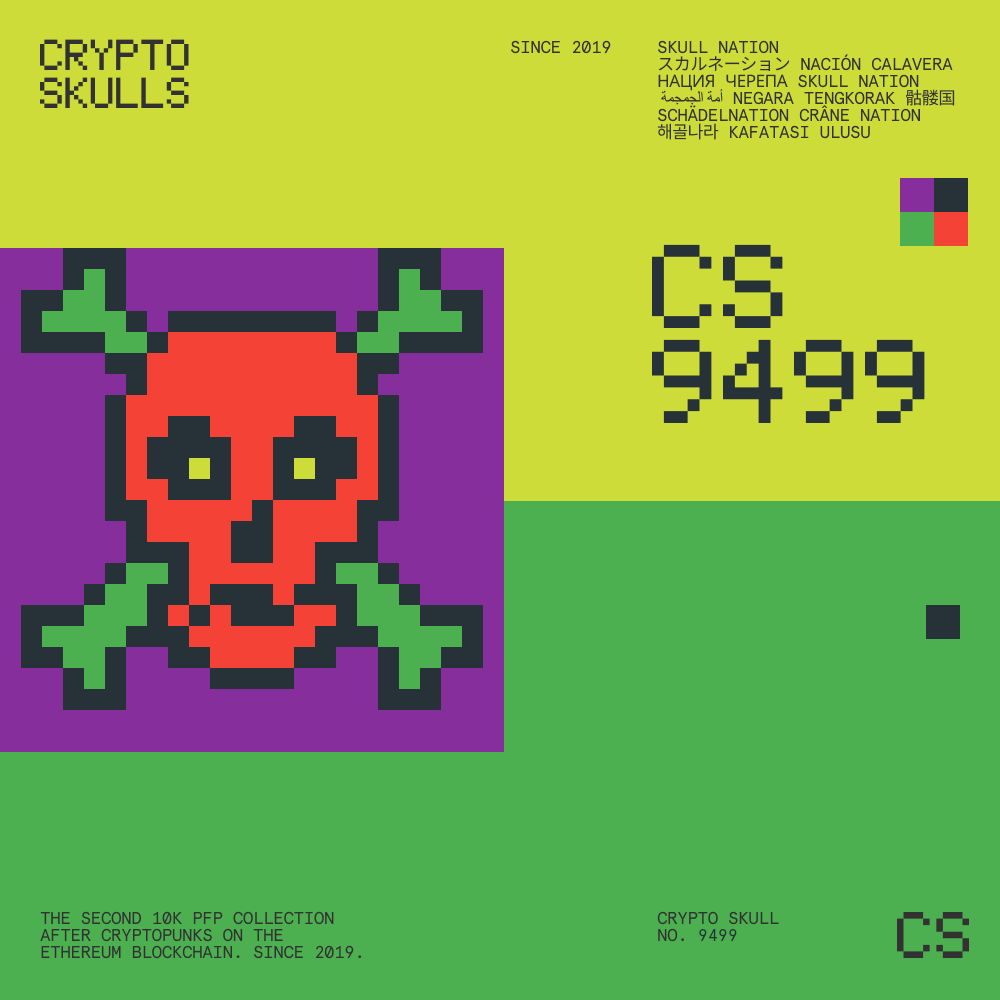 CRYPTO
SKULLS
SINCE 2019
SKULL NATION
スカルネーション NACIÓN CALAVERA
НАЦИЯ ЧЕРЕПА SKULL NATION
أمة الجمجمة NEGARA TENGKORAK 骷髅国
SCHÄDELNATION CRÂNE NATION
해골나라 KAFATASI ULUSU
CS
9499
THE SECOND 10K PFP COLLECTION
AFTER CRYPTOPUNKS ON THE
ETHEREUM BLOCKCHAIN. SINCE 2019.
CRYPTO SKULL
NO. 9499
CS